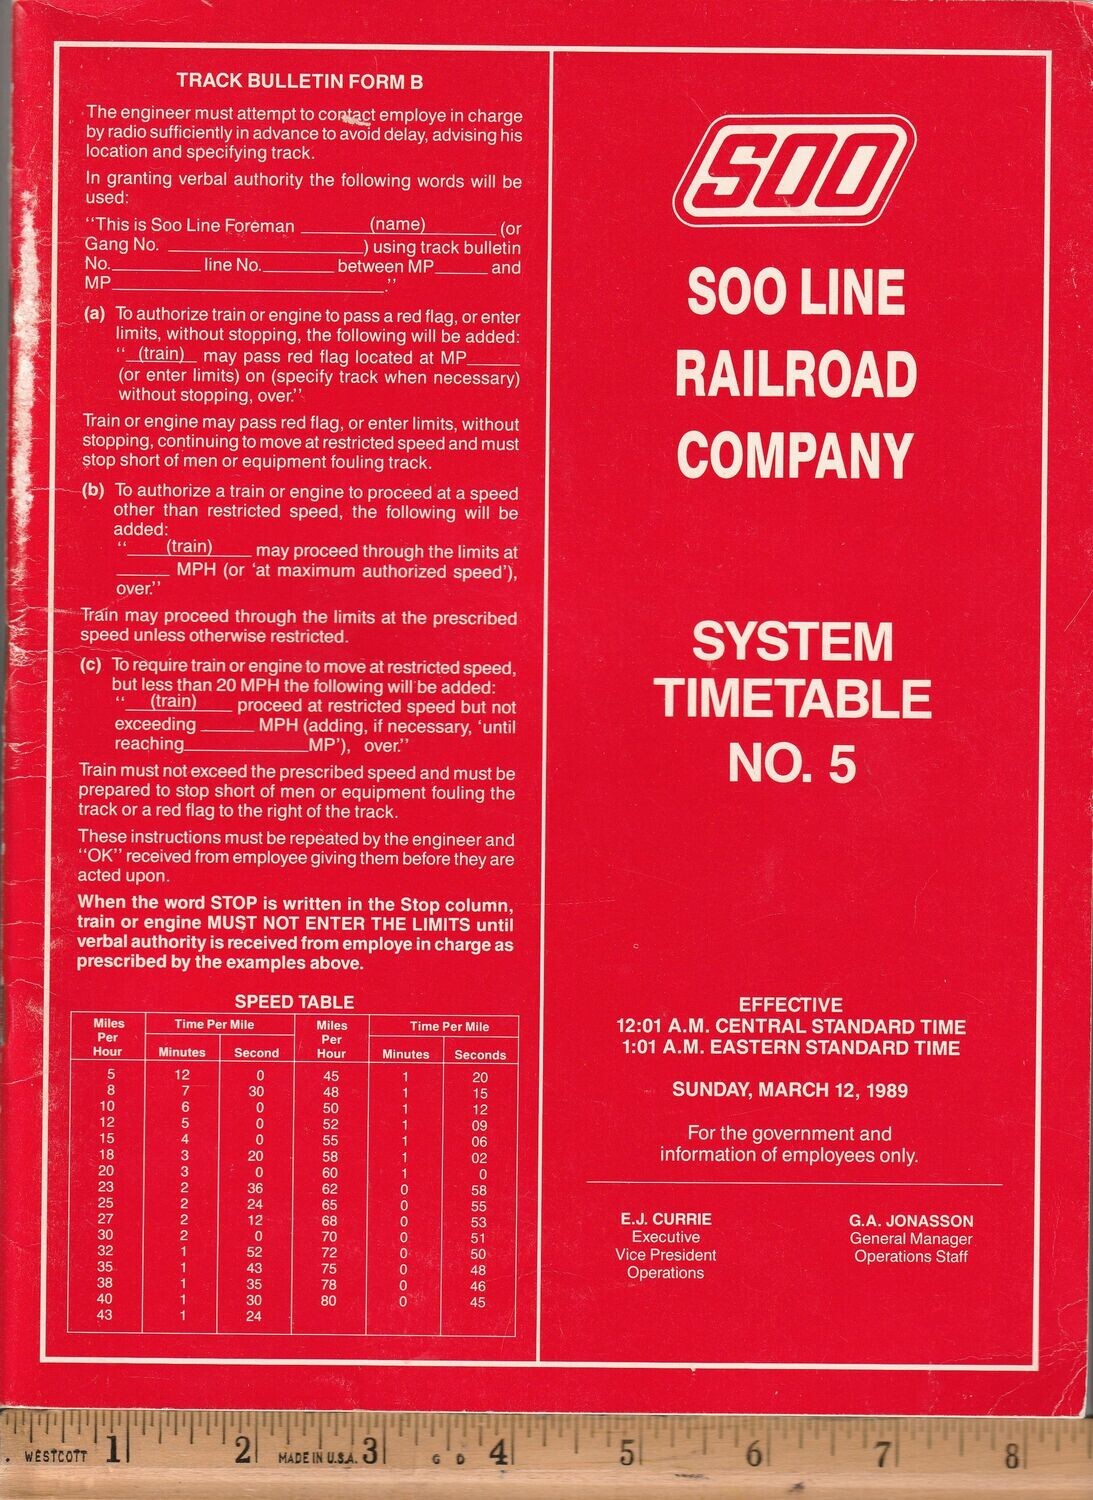 TRACK BULLETIN FORM B
The engineer must attempt to contact employe in charge
by radio sufficiently in advance to avoid delay, advising his
location and specifying track.
In granting verbal authority the following words will be
used:
"This is Soo Line Foreman ________(name)________ (or
Gang No. ____________________) using track bulletin
No.__________ line No.________ between MP______ and
MP______________________________."
(a) To authorize train or engine to pass a red flag, or enter
limits, without stopping, the following will be added:
"__(train)__ may pass red flag located at MP______
(or enter limits) on (specify track when necessary)
without stopping, over."
Train or engine may pass red flag, or enter limits, without
stopping, continuing to move at restricted speed and must
stop short of men or equipment fouling track.
(b) To authorize a train or engine to proceed at a speed
other than restricted speed, the following will be
added:
"____(train)____ may proceed through the limits at
______ MPH (or 'at maximum authorized speed'),
over."
Train may proceed through the limits at the prescribed
speed unless otherwise restricted.
(c) To require train or engine to move at restricted speed,
but less than 20 MPH the following will be added:
"___(train)____ proceed at restricted speed but not
exceeding ______ MPH (adding, if necessary, 'until
reaching______________MP'), over."
Train must not exceed the prescribed speed and must be
prepared to stop short of men or equipment fouling the
track or a red flag to the right of the track.
These instructions must be repeated by the engineer and
"OK" received from employee giving them before they are
acted upon.
When the word STOP is written in the Stop column,
train or engine MUST NOT ENTER THE LIMITS until
verbal authority is received from employe in charge as
prescribed by the examples above.
SPEED TABLE
Miles Per Hour Time Per Mile Miles Per Hour Time Per Mile
Minutes Second Minutes Seconds
5 12 0 45 1 20
8 7 30 48 1 15
10 6 0 50 1 12
12 5 0 52 1 09
15 4 0 55 1 06
18 3 20 58 1 02
20 3 0 60 1 0
23 2 36 62 0 58
25 2 24 65 0 55
27 2 12 68 0 53
30 2 0 70 0 51
32 1 52 72 0 50
35 1 43 75 0 48
38 1 35 78 0 46
40 1 30 80 0 45
43 1 24
SOO
SOO LINE
RAILROAD
COMPANY
SYSTEM
TIMETABLE
NO. 5
EFFECTIVE
12:01 A.M. CENTRAL STANDARD TIME
1:01 A.M. EASTERN STANDARD TIME
SUNDAY, MARCH 12, 1989
For the government and
information of employees only.
E.J. CURRIE
Executive
Vice President
Operations
G.A. JONASSON
General Manager
Operations Staff
WESTCOTT 1 2 MADE IN U.S.A. 3 G D 4 5 6 7 8